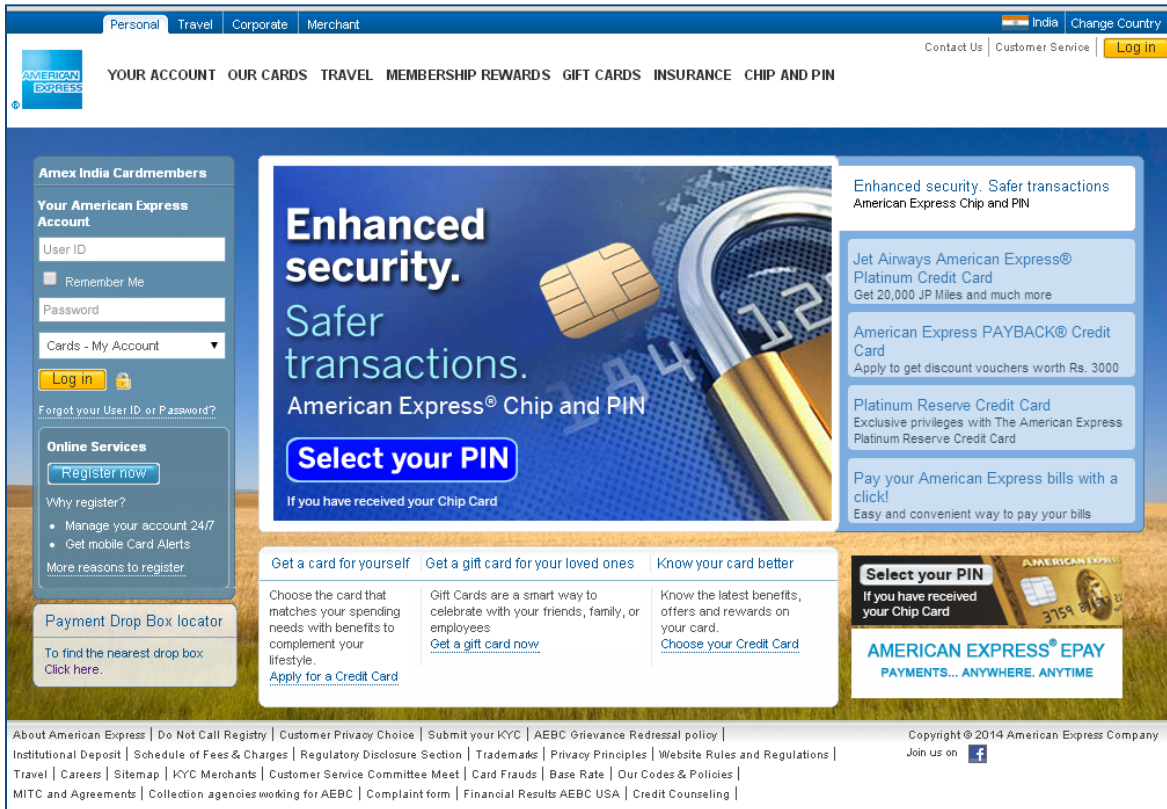 Personal Travel Corporate Merchant
India Change Country
Contact Us Customer Service Log in
AMERICAN
EXPRESS
®
YOUR ACCOUNT OUR CARDS TRAVEL MEMBERSHIP REWARDS GIFT CARDS INSURANCE CHIP AND PIN
Amex India Cardmembers
Your American Express
Account
User ID
Remember Me
Password
Cards - My Account
Log in
Forgot your User ID or Password?
Online Services
Register now
Why register?
• Manage your account 24/7
• Get mobile Card Alerts
More reasons to register
Payment Drop Box locator
To find the nearest drop box
Click here.
Enhanced
security.
Safer
transactions.
American Express® Chip and PIN
Select your PIN
If you have received your Chip Card
Enhanced security. Safer transactions
American Express Chip and PIN
Jet Airways American Express®
Platinum Credit Card
Get 20,000 JP Miles and much more
American Express PAYBACK® Credit
Card
Apply to get discount vouchers worth Rs. 3000
Platinum Reserve Credit Card
Exclusive privileges with The American Express
Platinum Reserve Credit Card
Pay your American Express bills with a
click!
Easy and convenient way to pay your bills
Get a card for yourself
Choose the card that
matches your spending
needs with benefits to
complement your
lifestyle.
Apply for a Credit Card
Get a gift card for your loved ones
Gift Cards are a smart way to
celebrate with your friends, family, or
employees
Get a gift card now
Know your card better
Know the latest benefits,
offers and rewards on
your card.
Choose your Credit Card
Select your PIN
If you have received
your Chip Card
AMERICAN EXPRESS
3759
AMERICAN EXPRESS® EPAY
PAYMENTS... ANYWHERE. ANYTIME
About American Express | Do Not Call Registry | Customer Privacy Choice | Submit your KYC | AEBC Grievance Redressal policy |
Institutional Deposit | Schedule of Fees & Charges | Regulatory Disclosure Section | Trademarks | Privacy Principles | Website Rules and Regulations |
Travel | Careers | Sitemap | KYC Merchants | Customer Service Committee Meet | Card Frauds | Base Rate | Our Codes & Policies |
MITC and Agreements | Collection agencies working for AEBC | Complaint form | Financial Results AEBC USA | Credit Counseling |
Copyright © 2014 American Express Company
Join us on f